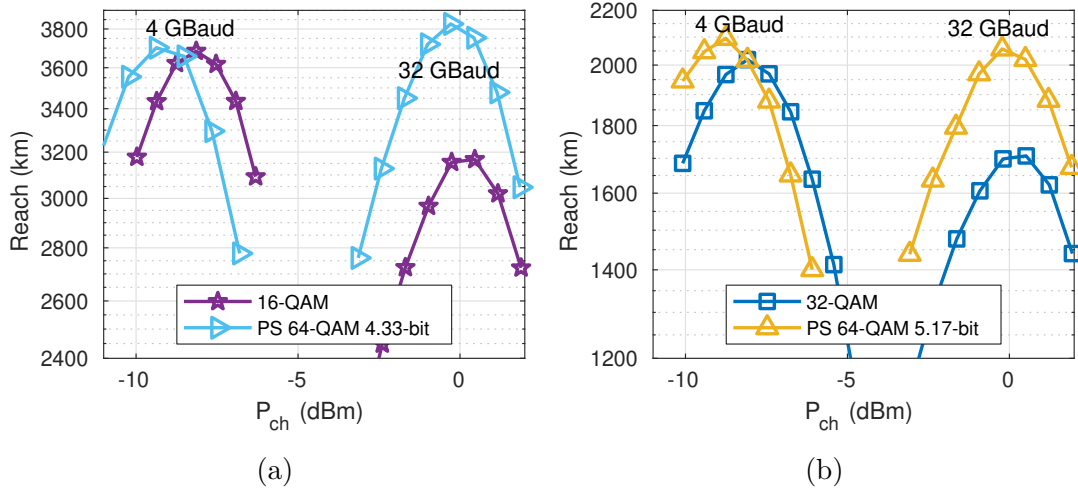 4 GBaud
32 GBaud
3800
3600
3400
3200
3000
2800
2600
2400
Reach (km)
16-QAM
PS 64-QAM 4.33-bit
-10
-5
0
P_ch (dBm)
(a)
4 GBaud
32 GBaud
2200
2000
1800
1600
1400
1200
Reach (km)
32-QAM
PS 64-QAM 5.17-bit
-10
-5
0
P_ch (dBm)
(b)